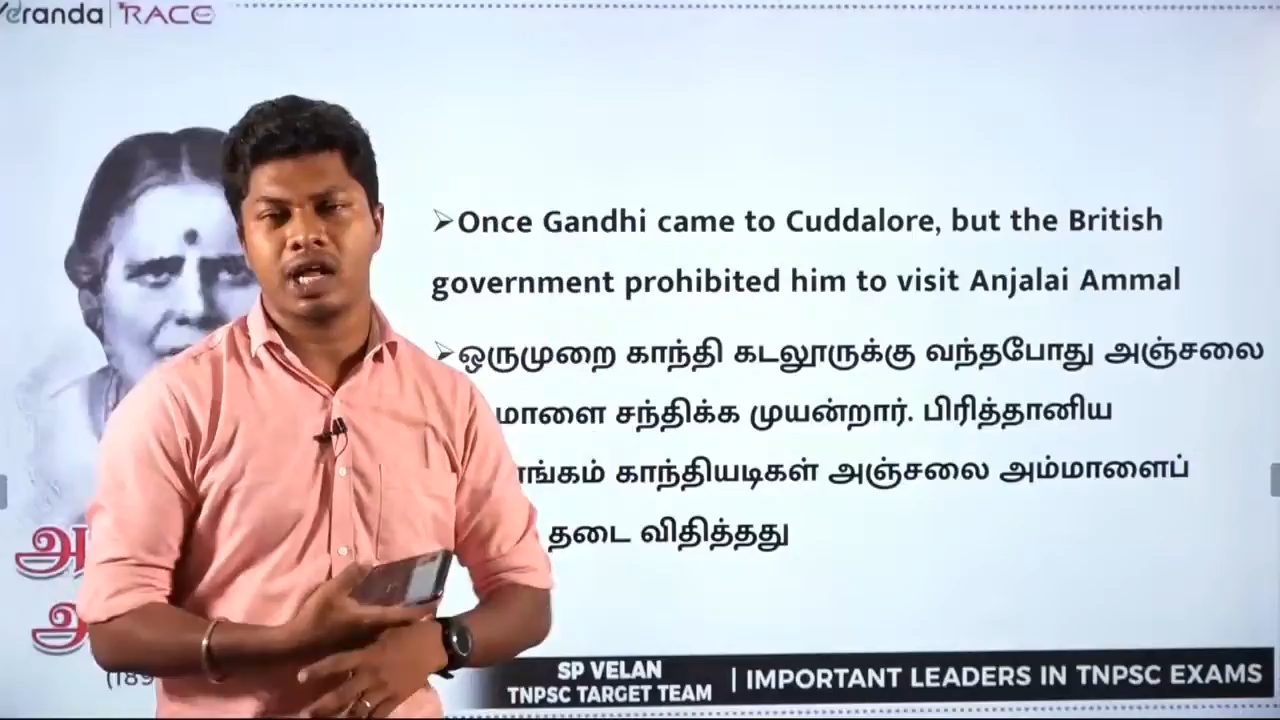 Veranda RACE
➢Once Gandhi came to Cuddalore, but the British
government prohibited him to visit Anjalai Ammal
➢ஒருமுறை காந்தி கடலூருக்கு வந்தபோது அஞ்சலை
மாளை சந்திக்க முயன்றார். பிரித்தானிய
ங்கம் காந்தியடிகள் அஞ்சலை அம்மாளைப்
தடை விதித்தது
அ
அ
(189
SP VELAN
TNPSC TARGET TEAM
| IMPORTANT LEADERS IN TNPSC EXAMS